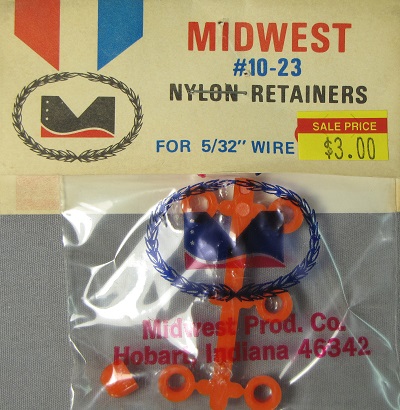 MIDWEST
#10-23
NYLON RETAINERS
FOR 5/32" WIRE
SALE PRICE
$3.00
Midwest Prod. Co.
Hobart, Indiana 46342